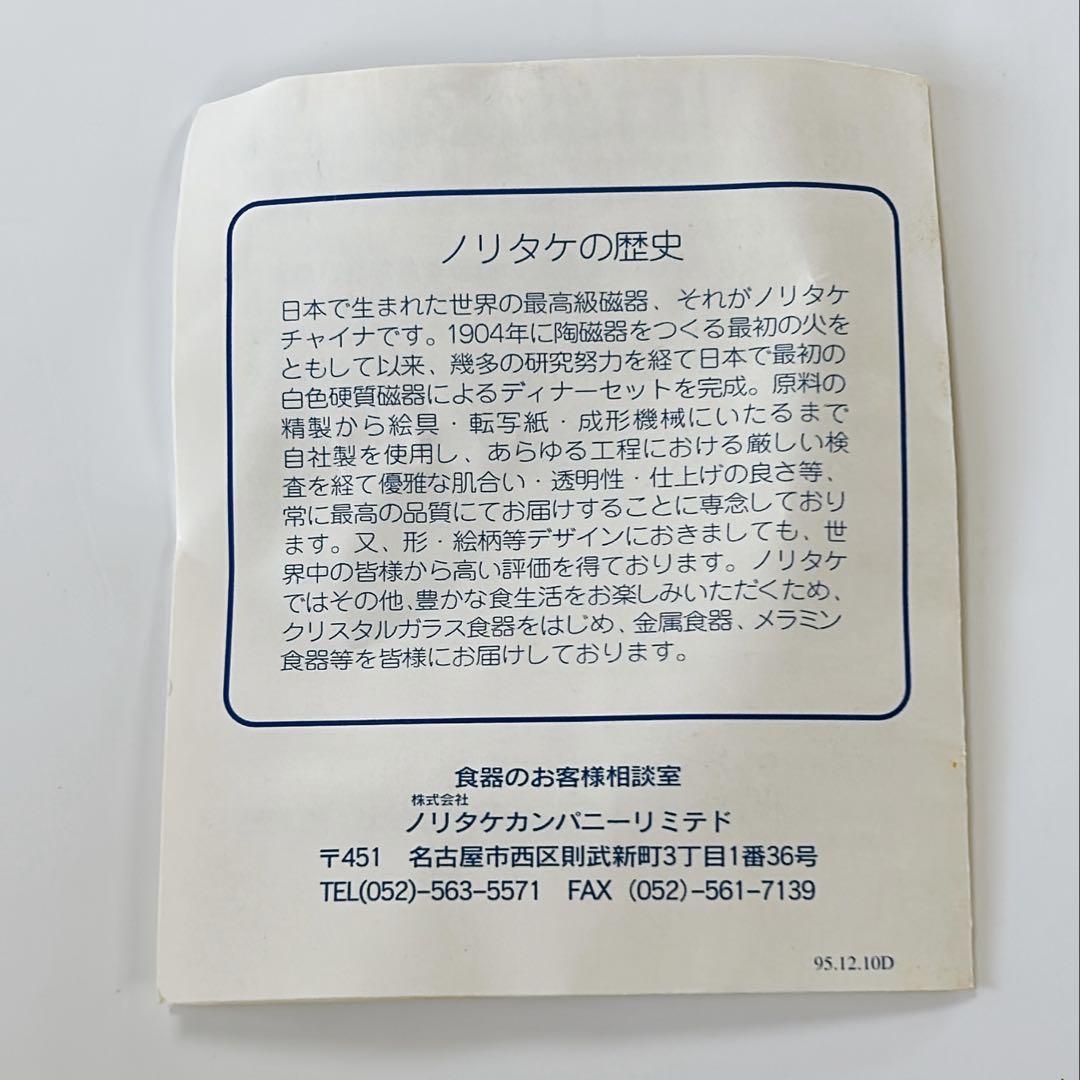 ノリタケの歴史
日本で生まれた世界の最高級磁器、それがノリタケ
チャイナです。1904年に陶磁器をつくる最初の火を
ともして以来、幾多の研究努力を経て日本で最初の
白色硬質磁器によるディナーセットを完成。原料の
精製から絵具・転写紙・成形機械にいたるまで
自社製を使用し、あらゆる工程における厳しい検
査を経て優雅な肌合い・透明性・仕上げの良さ等、
常に最高の品質にてお届けすることに専念しており
ます。又、形・絵柄等デザインにおきましても、世
界中の皆様から高い評価を得ております。ノリタケ
ではその他、豊かな食生活をお楽しみいただくため、
クリスタルガラス食器をはじめ、金属食器、メラミン
食器等を皆様にお届けしております。
食器のお客様相談室
株式会社
ノリタケカンパニーリミテド
〒451 名古屋市西区則武新町3丁目1番36号
TEL(052)-563-5571 FAX (052)-561-7139
95.12.10D